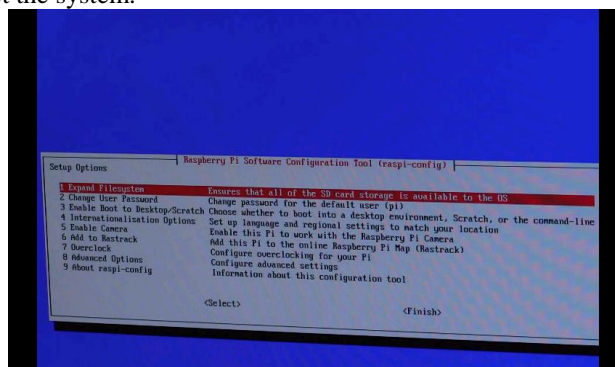 t the system.
Raspberry Pi Software Configuration Tool (raspi-config)
Setup Options
1 Expand Filesystem Ensures that all of the SD card storage is available to the OS
2 Change User Password Change password for the default user (pi)
3 Enable Boot to Desktop/Scratch Choose whether to boot into a desktop environment, Scratch, or the command-line
4 Internationalisation Options Set up language and regional settings to match your location
5 Enable Camera Enable this Pi to work with the Raspberry Pi Camera
6 Add to Rastrack Add this Pi to the online Raspberry Pi Map (Rastrack)
7 Overclock Configure overclocking for your Pi
8 Advanced Options Configure advanced settings
9 About raspi-config Information about this configuration tool
<Select> <Finish>